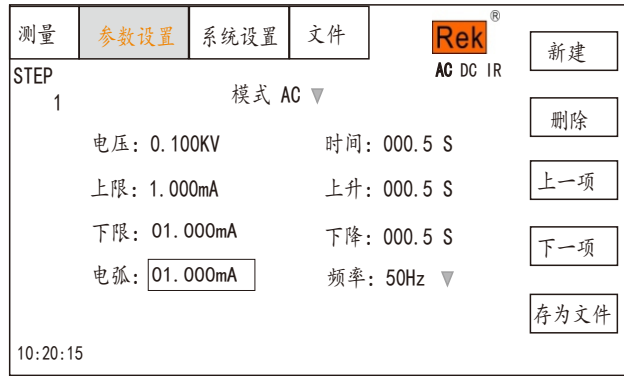 测量 参数设置 系统设置 文件 Rek®
AC DC IR
STEP
1
模式 AC
电压: 0.100KV 时间: 000.5 S
上限: 1.000mA 上升: 000.5 S
下限: 01.000mA 下降: 000.5 S
电弧: 01.000mA 频率: 50Hz
新建
删除
上一项
下一项
存为文件
10:20:15